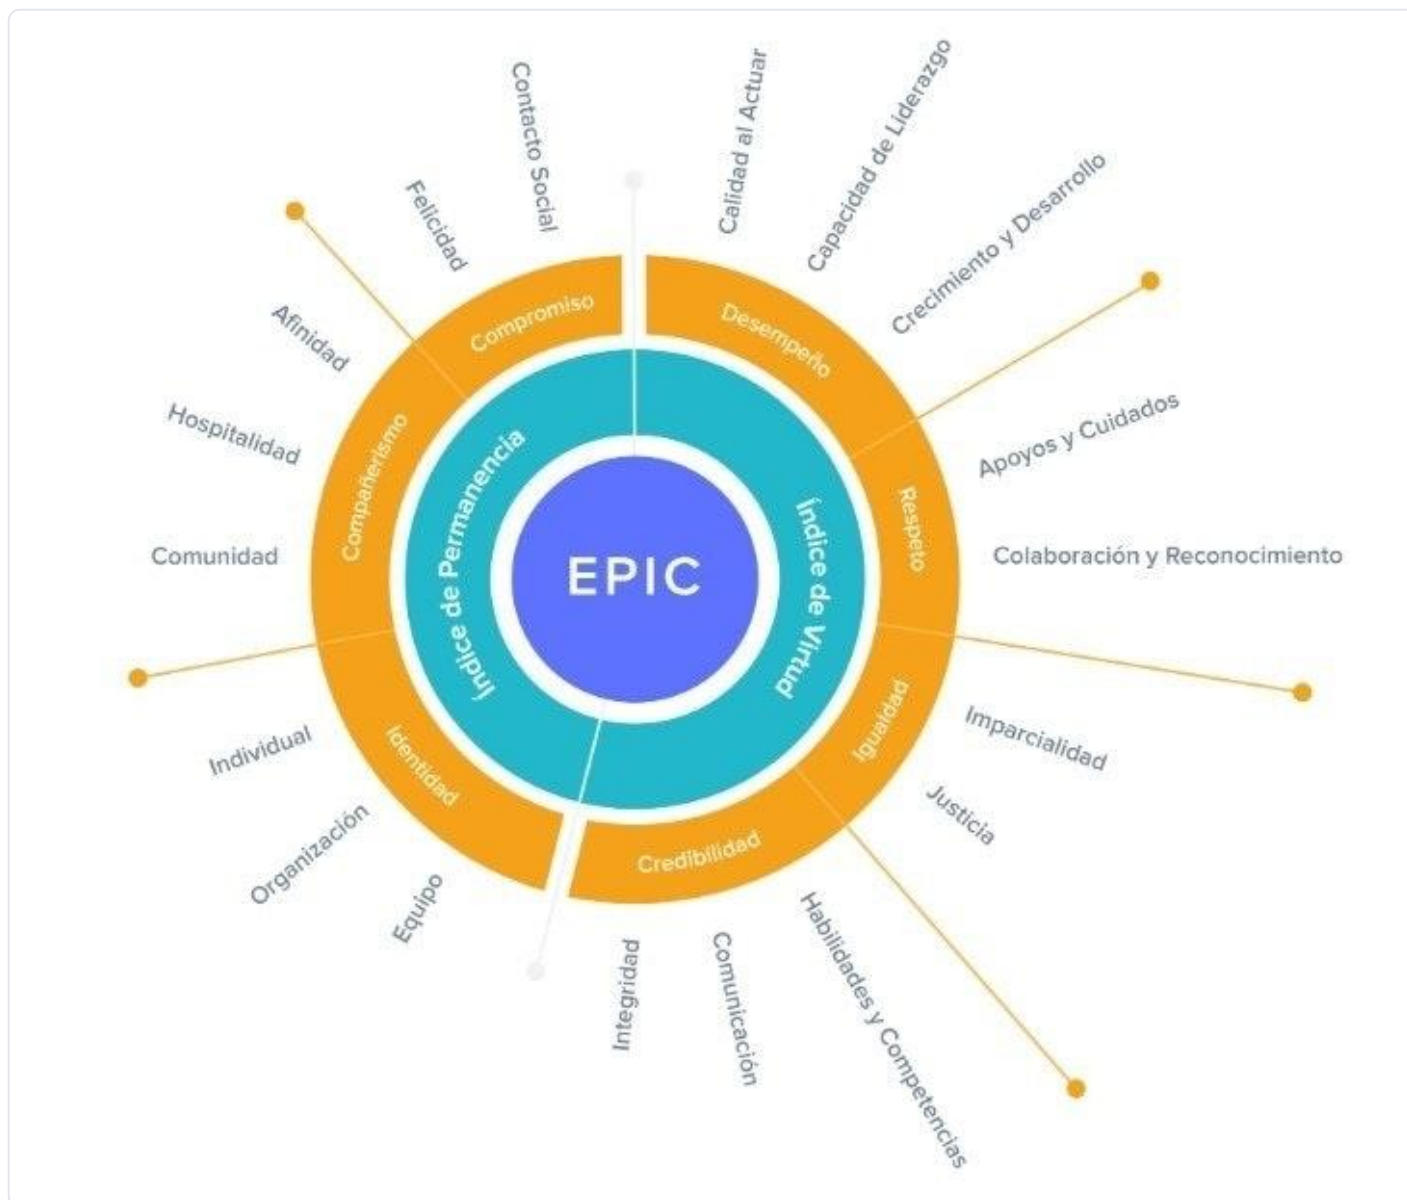 EPIC
Índice de Virtud
Índice de Permanencia
Desempeño
Calidad al Actuar
Capacidad de Liderazgo
Crecimiento y Desarrollo
Respeto
Apoyos y Cuidados
Colaboración y Reconocimiento
Igualdad
Imparcialidad
Justicia
Credibilidad
Habilidades y Competencias
Comunicación
Integridad
Identidad
Equipo
Organización
Individual
Compañerismo
Comunidad
Hospitalidad
Afinidad
Compromiso
Felicidad
Contacto Social